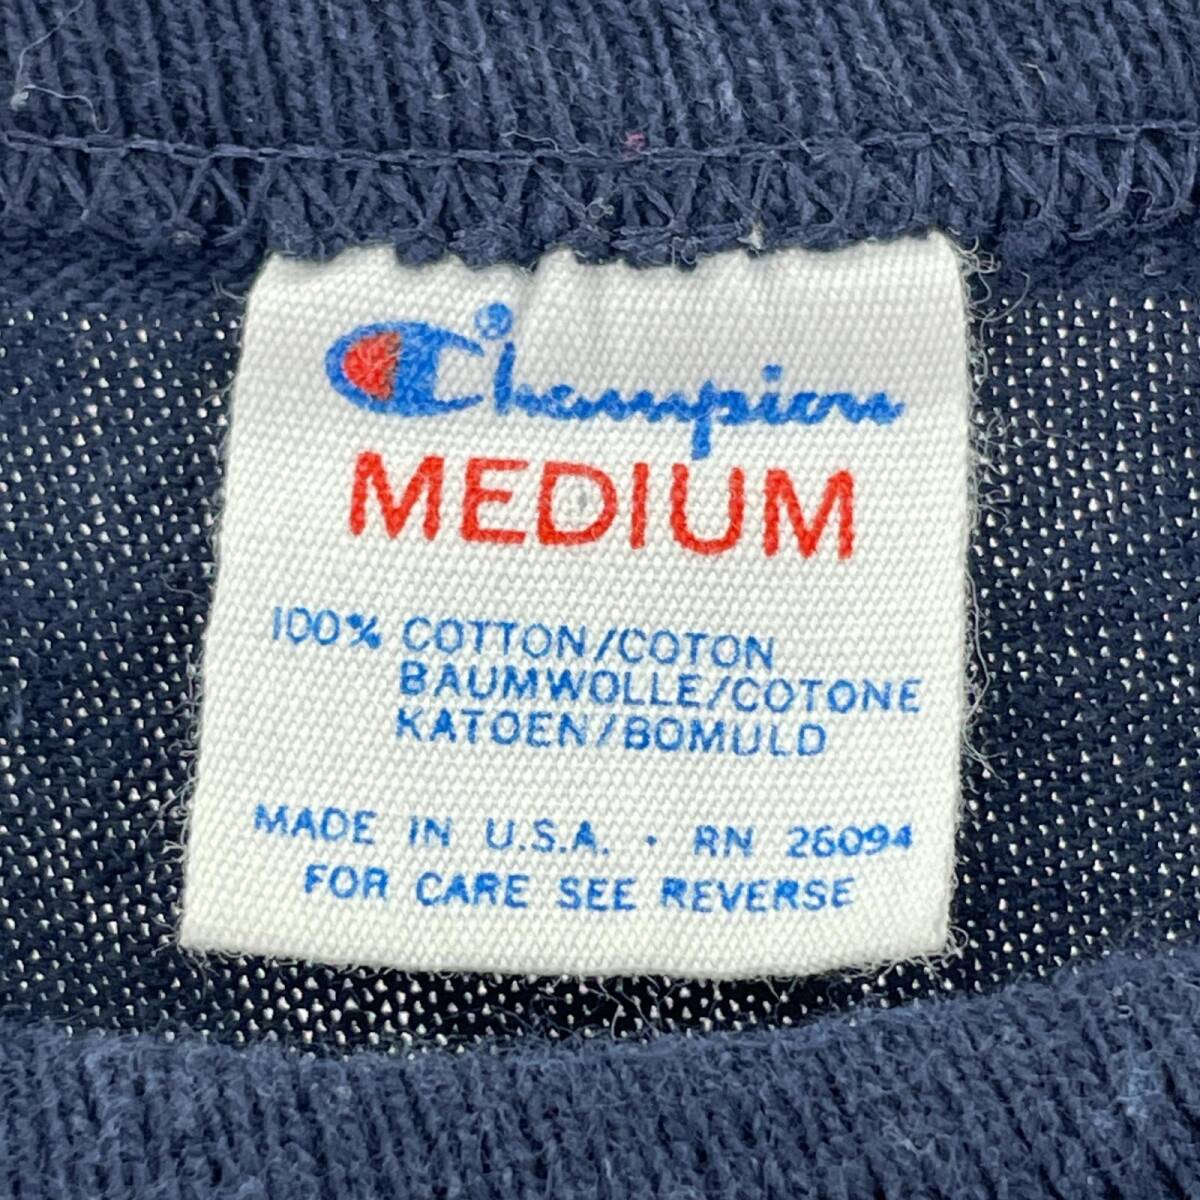 Champion®
MEDIUM
100% COTTON/COTON
BAUMWOLLE/COTONE
KATOEN/BOMULD
MADE IN U.S.A. · RN 26094
FOR CARE SEE REVERSE